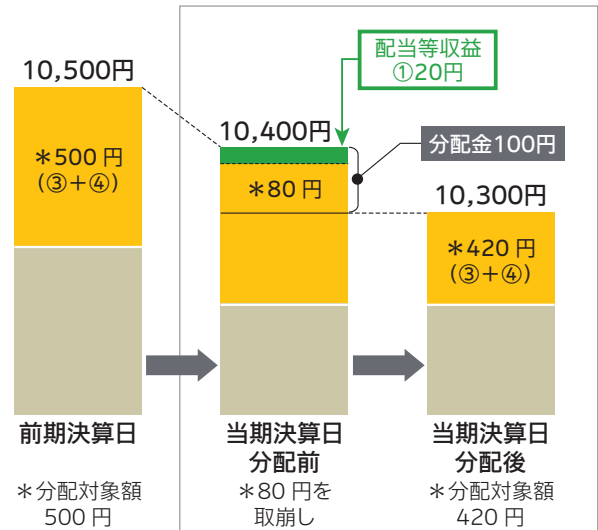 配当等収益
①20円
10,500円
10,400円
分配金100円
＊500 円
(③＋④)
＊80 円
10,300円
＊420 円
(③＋④)
前期決算日
＊分配対象額
500 円
当期決算日
分配前
＊80 円を
取崩し
当期決算日
分配後
＊分配対象額
420 円